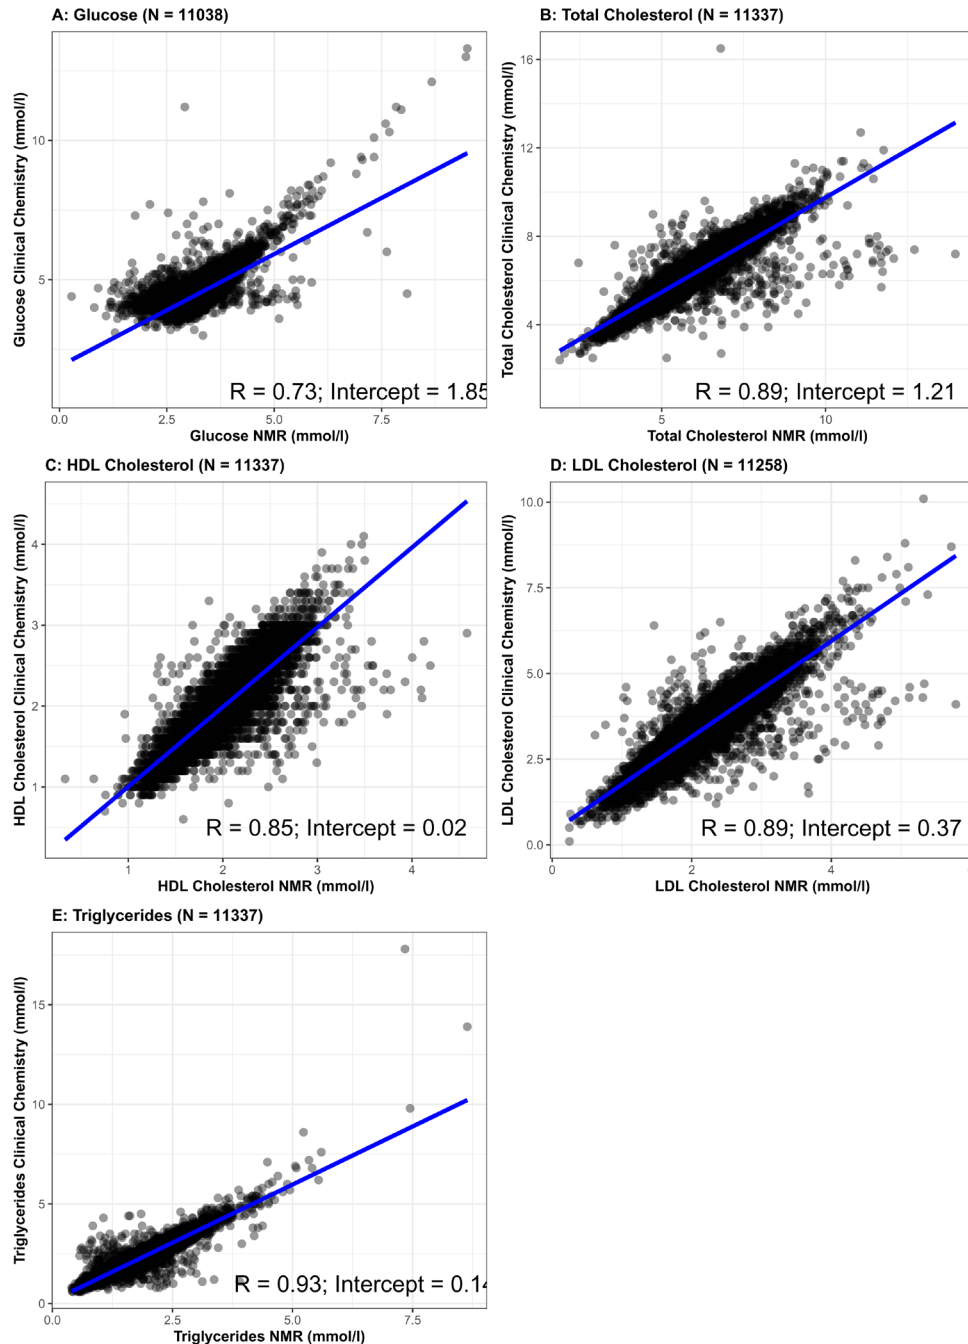 A: Glucose (N = 11038)
Glucose Clinical Chemistry (mmol/l)
10
5
R = 0.73; Intercept = 1.85
0.0 2.5 5.0 7.5
Glucose NMR (mmol/l)
B: Total Cholesterol (N = 11337)
Total Cholesterol Clinical Chemistry (mmol/l)
16
12
8
4
R = 0.89; Intercept = 1.21
5 10
Total Cholesterol NMR (mmol/l)
C: HDL Cholesterol (N = 11337)
HDL Cholesterol Clinical Chemistry (mmol/l)
4
3
2
1
R = 0.85; Intercept = 0.02
1 2 3 4
HDL Cholesterol NMR (mmol/l)
D: LDL Cholesterol (N = 11258)
LDL Cholesterol Clinical Chemistry (mmol/l)
10.0
7.5
5.0
2.5
0.0
R = 0.89; Intercept = 0.37
0 2 4
LDL Cholesterol NMR (mmol/l)
E: Triglycerides (N = 11337)
Triglycerides Clinical Chemistry (mmol/l)
15
10
5
0
R = 0.93; Intercept = 0.14
0.0 2.5 5.0 7.5
Triglycerides NMR (mmol/l)